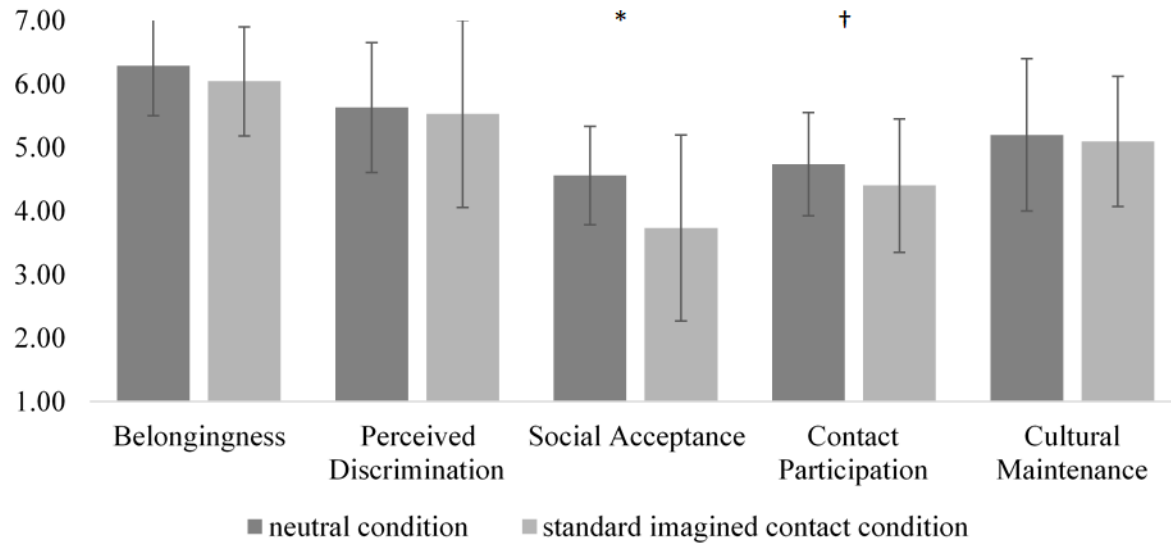 7.00
* †
6.00
5.00
4.00
3.00
2.00
1.00
Belongingness
Perceived
Discrimination
Social Acceptance
Contact
Participation
Cultural
Maintenance
neutral condition
standard imagined contact condition